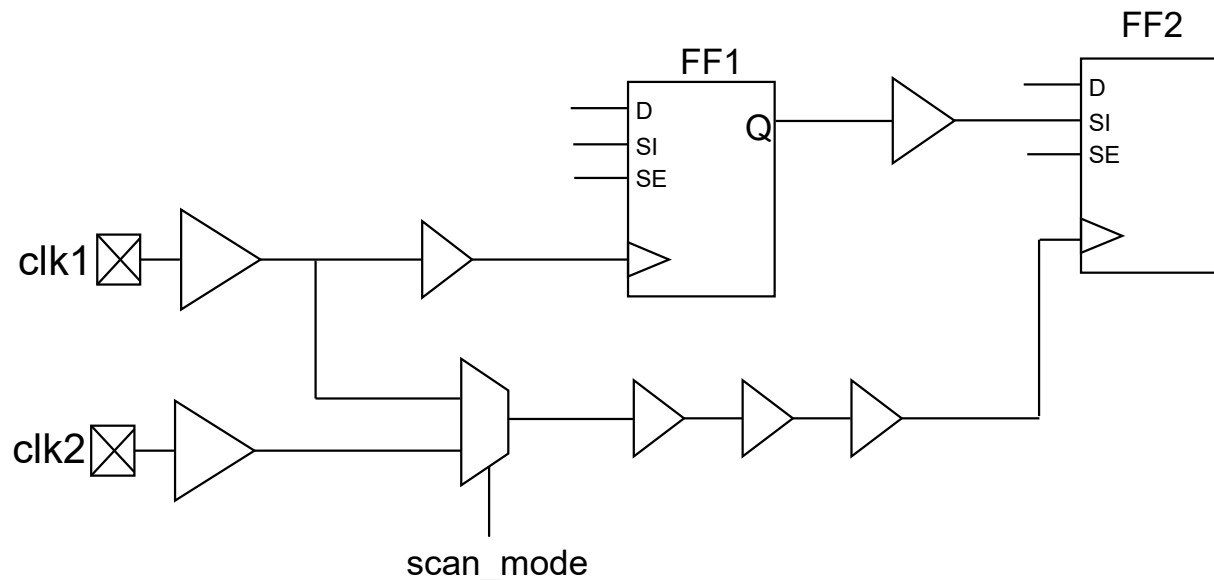 FF2
FF1
D
SI
SE
Q
D
SI
SE
clk1
clk2
scan_mode